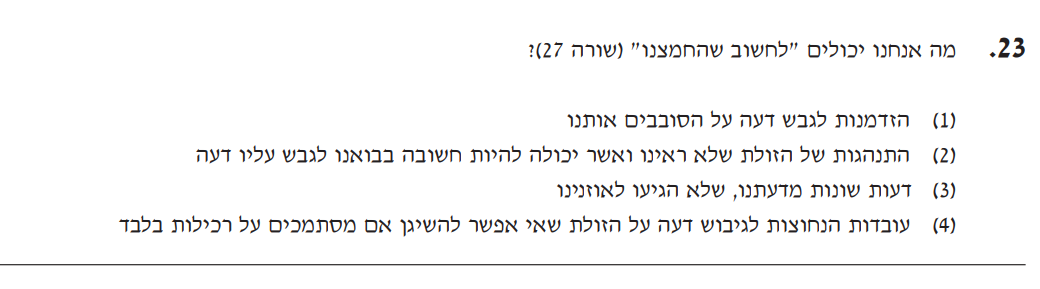 23. מה אנחנו יכולים "לחשוב שהחמצנו" (שורה 27)?
(1) הזדמנות לגבש דעה על הסובבים אותנו
(2) התנהגות של הזולת שלא ראינו ואשר יכולה להיות חשובה בבואנו לגבש עליו דעה
(3) דעות שונות מדעתנו, שלא הגיעו לאוזנינו
(4) עובדות הנחוצות לגיבוש דעה על הזולת שאי אפשר להשיגן אם מסתמכים על רכילות בלבד